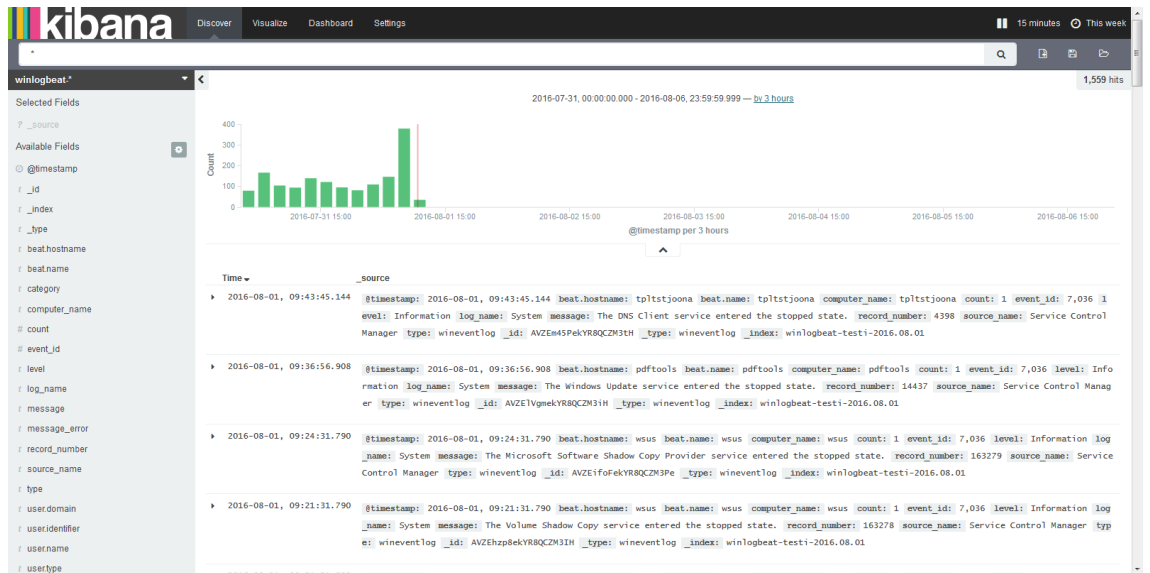 kibana Discover Visualize Dashboard Settings 15 minutes This week
*
winlogbeat-* 1,559 hits
Selected Fields
? _source
Available Fields
@timestamp
t _id
t _index
t _type
t beat.hostname
t beat.name
t category
t computer_name
# count
# event_id
t level
t log_name
t message
t message_error
t record_number
t source_name
t type
t user.domain
t user.identifier
t user.name
t user.type
2016-07-31, 00:00:00.000 - 2016-08-06, 23:59:59.999 — by 3 hours
Count
400
300
200
100
0
2016-07-31 15:00 2016-08-01 15:00 2016-08-02 15:00 2016-08-03 15:00 2016-08-04 15:00 2016-08-05 15:00 2016-08-06 15:00
@timestamp per 3 hours
Time _source
2016-08-01, 09:43:45.144 @timestamp: 2016-08-01, 09:43:45.144 beat.hostname: tpltstjoona beat.name: tpltstjoona computer_name: tpltstjoona count: 1 event_id: 7,036 l
evel: Information log_name: System message: The DNS Client service entered the stopped state. record_number: 4398 source_name: Service Control
Manager type: wineventlog _id: AVZEm45PekYR8QCZM3tH _type: wineventlog _index: winlogbeat-testi-2016.08.01
2016-08-01, 09:36:56.908 @timestamp: 2016-08-01, 09:36:56.908 beat.hostname: pdftools beat.name: pdftools computer_name: pdftools count: 1 event_id: 7,036 level: Info
rmation log_name: System message: The Windows Update service entered the stopped state. record_number: 14437 source_name: Service Control Manag
er type: wineventlog _id: AVZElVgmekYR8QCZM3iH _type: wineventlog _index: winlogbeat-testi-2016.08.01
2016-08-01, 09:24:31.790 @timestamp: 2016-08-01, 09:24:31.790 beat.hostname: wsus beat.name: wsus computer_name: wsus count: 1 event_id: 7,036 level: Information log
_name: System message: The Microsoft Software Shadow Copy Provider service entered the stopped state. record_number: 163279 source_name: Service
Control Manager type: wineventlog _id: AVZEifoFekYR8QCZM3Pe _type: wineventlog _index: winlogbeat-testi-2016.08.01
2016-08-01, 09:21:31.790 @timestamp: 2016-08-01, 09:21:31.790 beat.hostname: wsus beat.name: wsus computer_name: wsus count: 1 event_id: 7,036 level: Information log
_name: System message: The Volume Shadow Copy service entered the stopped state. record_number: 163278 source_name: Service Control Manager typ
e: wineventlog _id: AVZEhzp8ekYR8QCZM3IH _type: wineventlog _index: winlogbeat-testi-2016.08.01